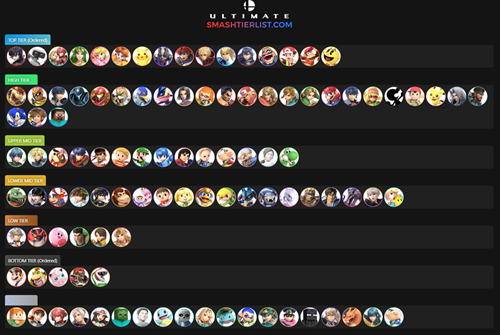 ULTIMATE
SMASHTIERLIST.COM
TOP TIER (Ordered)
HIGH TIER
UPPER MID TIER
LOWER MID TIER
LOW TIER
BOTTOM TIER (Ordered)